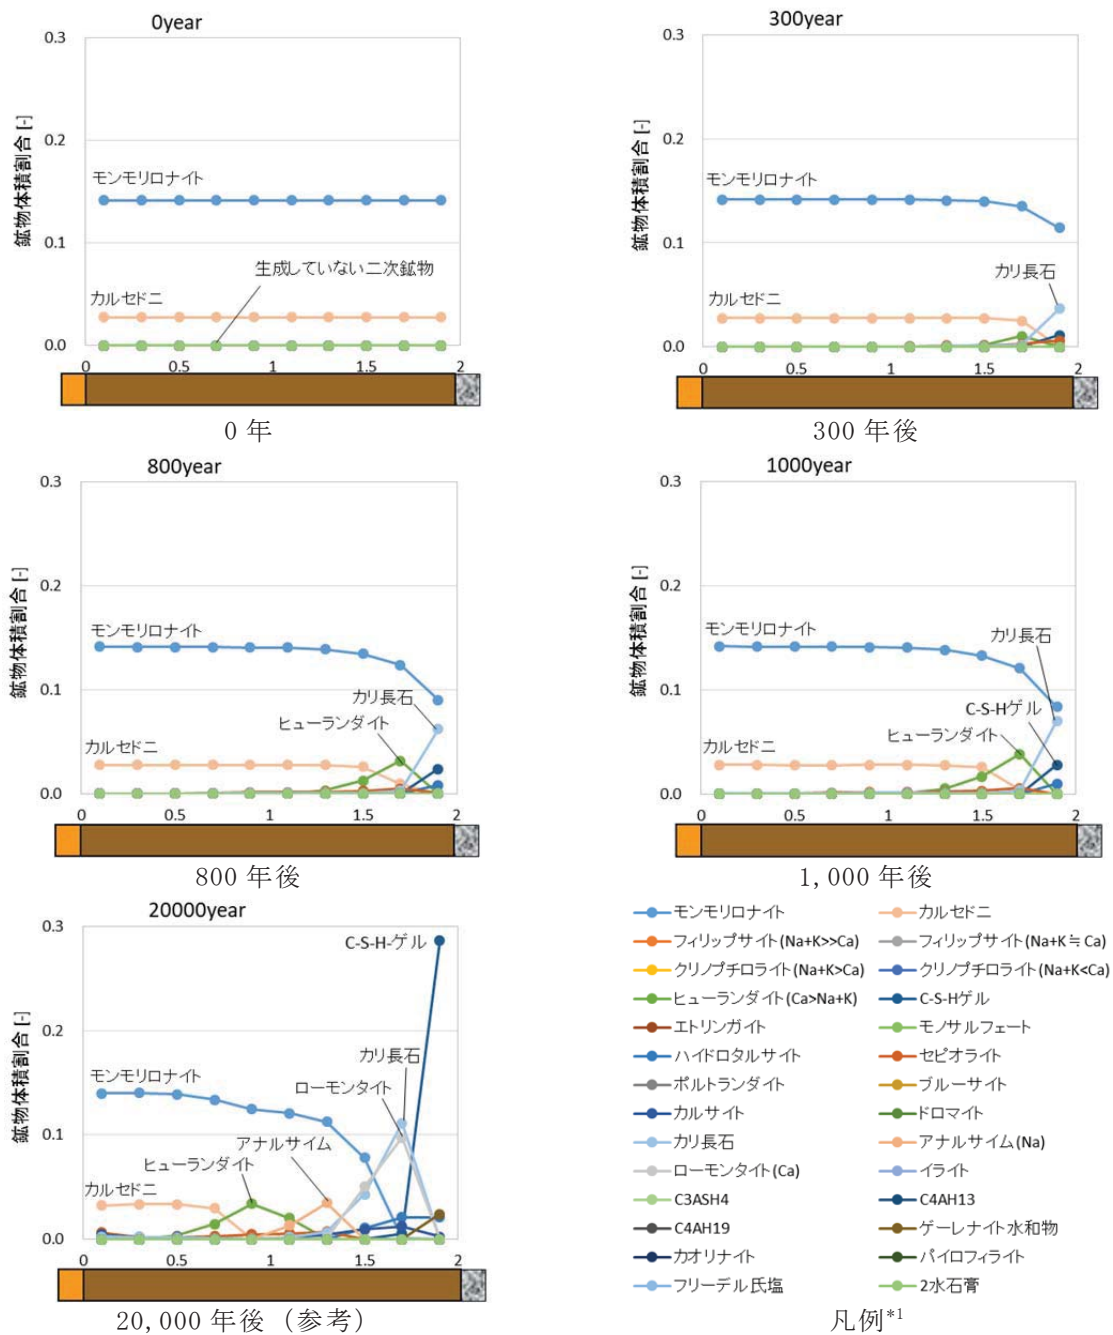 0year
鉱物体積割合 [-]
0.3
0.2
0.1
0.0
モンモリロナイト
生成していない二次鉱物
カルセドニ
0 0.5 1 1.5 2
0 年
300year
鉱物体積割合 [-]
0.3
0.2
0.1
0.0
モンモリロナイト
カリ長石
カルセドニ
0 0.5 1 1.5 2
300 年後
800year
鉱物体積割合 [-]
0.3
0.2
0.1
0.0
モンモリロナイト
カリ長石
ヒューランダイト
カルセドニ
0 0.5 1 1.5 2
800 年後
1000year
鉱物体積割合 [-]
0.3
0.2
0.1
0.0
モンモリロナイト
カリ長石
C-S-Hゲル
ヒューランダイト
カルセドニ
0 0.5 1 1.5 2
1,000 年後
20000year
鉱物体積割合 [-]
0.3
0.2
0.1
0.0
C-S-H-ゲル
カリ長石
モンモリロナイト
ローモンタイト
アナルサイム
ヒューランダイト
カルセドニ
0 0.5 1 1.5 2
20,000 年後（参考）
モンモリロナイト カルセドニ
フィリップサイト(Na+K>>Ca) フィリップサイト(Na+K≒Ca)
クリノプチロライト(Na+K>Ca) クリノプチロライト(Na+K<Ca)
ヒューランダイト(Ca>Na+K) C-S-Hゲル
エトリンガイト モノサルフェート
ハイドロタルサイト セピオライト
ポルトランダイト ブルーサイト
カルサイト ドロマイト
カリ長石 アナルサイム(Na)
ローモンタイト(Ca) イライト
C3ASH4 C4AH13
C4AH19 ゲーレナイト水和物
カオリナイト パイロフィライト
フリーデル氏塩 2水石膏
凡例*1